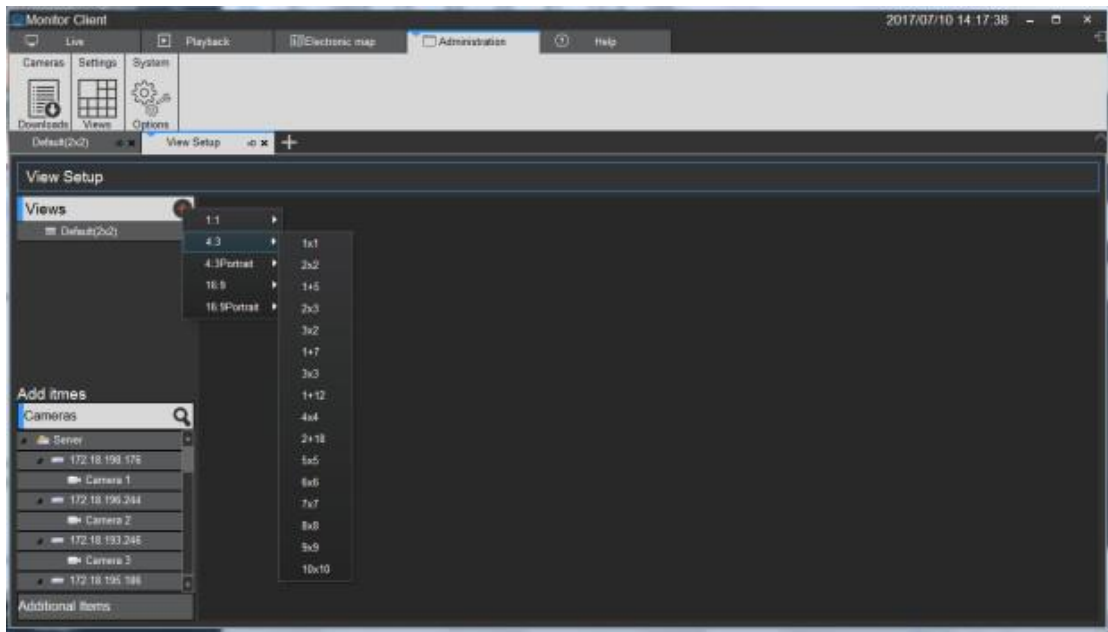 Monitor Client 2017/07/10 14:17:38
Live Playback Electronic map Administration Help
Cameras Settings System
Downloads Views Options
Default(2x2) View Setup
View Setup
Views
Default(2x2)
1:1
4:3
4:3Portrait
16:9
16:9Portrait
1x1
2x2
1+5
2x3
3x2
1+7
3x3
1+12
4x4
2+18
5x5
6x6
7x7
8x8
9x9
10x10
Add itmes
Cameras
Server
172.18.198.176
Camera 1
172.18.196.244
Camera 2
172.18.193.246
Camera 3
172.18.195.186
Additional Items